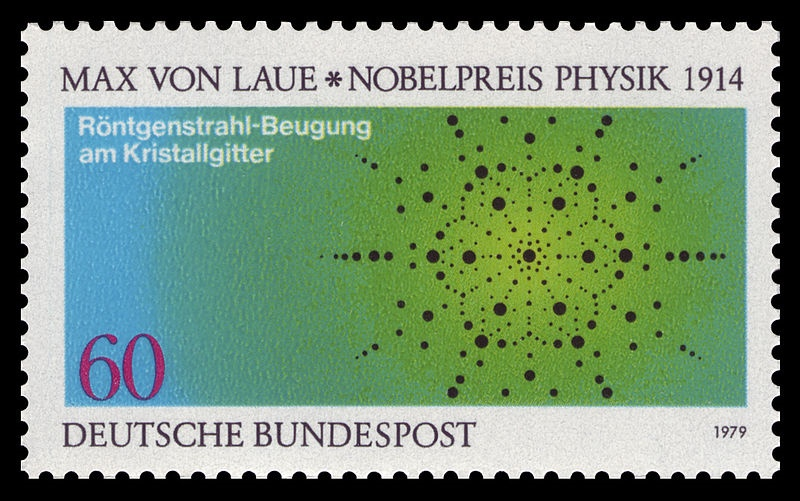 MAX VON LAUE * NOBELPREIS PHYSIK 1914
Röntgenstrahl-Beugung
am Kristallgitter
60
DEUTSCHE BUNDESPOST
1979